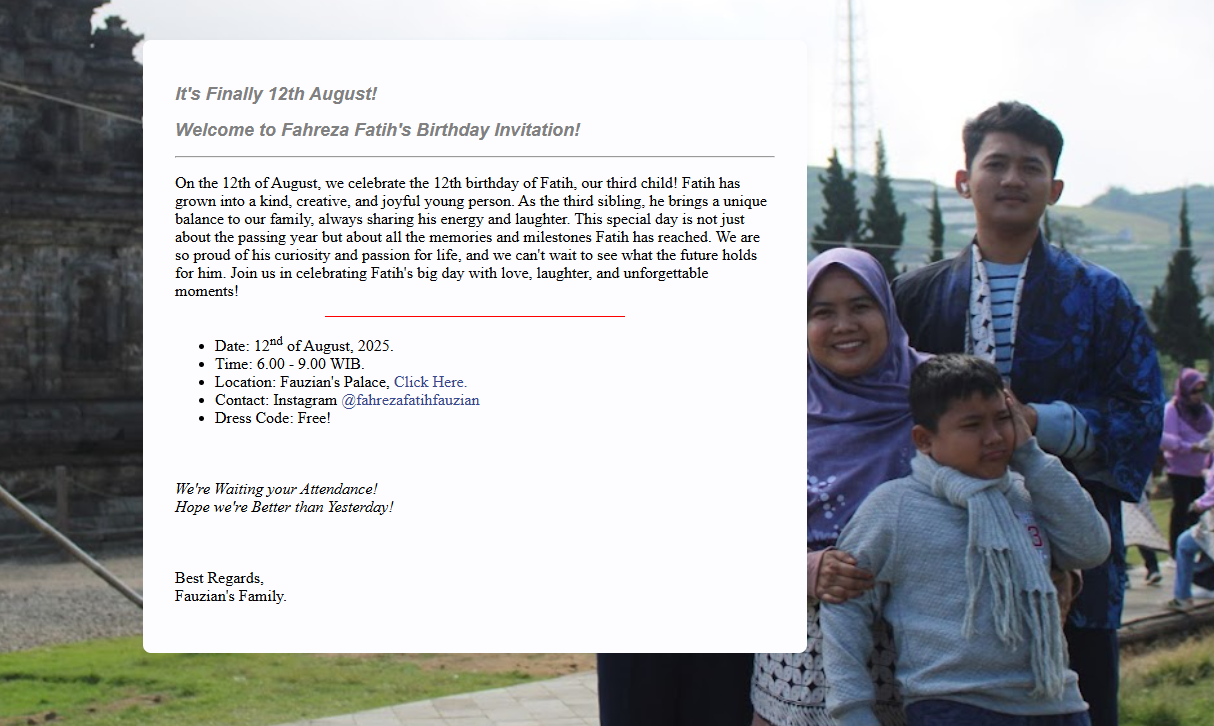 It's Finally 12th August!
Welcome to Fahreza Fatih's Birthday Invitation!
On the 12th of August, we celebrate the 12th birthday of Fatih, our third child! Fatih has
grown into a kind, creative, and joyful young person. As the third sibling, he brings a unique
balance to our family, always sharing his energy and laughter. This special day is not just
about the passing year but about all the memories and milestones Fatih has reached. We are
so proud of his curiosity and passion for life, and we can't wait to see what the future holds
for him. Join us in celebrating Fatih's big day with love, laughter, and unforgettable
moments!
• Date: 12nd of August, 2025.
• Time: 6.00 - 9.00 WIB.
• Location: Fauzian's Palace, Click Here.
• Contact: Instagram @fahrezafatihfauzian
• Dress Code: Free!
We're Waiting your Attendance!
Hope we're Better than Yesterday!
Best Regards,
Fauzian's Family.